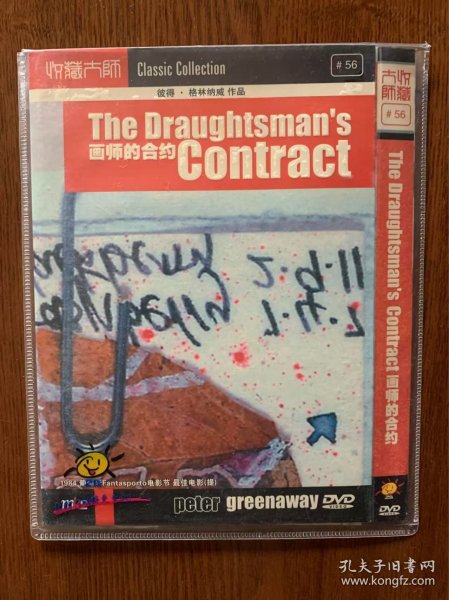 收藏大师
Classic Collection
# 56
彼得·格林纳威 作品
The Draughtsman's
画师的合约
Contract
1984
Fantasporto电影节 最佳电影(提)
peter greenaway DVD
VIDEO
收藏大师
# 56
The Draughtsman's Contract 画师的合约
DVD
VIDEO
孔夫子旧书网
www.kongfz.com